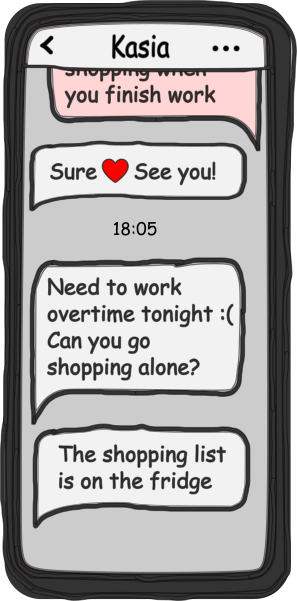 Kasia
shopping when
you finish work
Sure ❤ See you!
18:05
Need to work
overtime tonight :(
Can you go
shopping alone?
The shopping list
is on the fridge